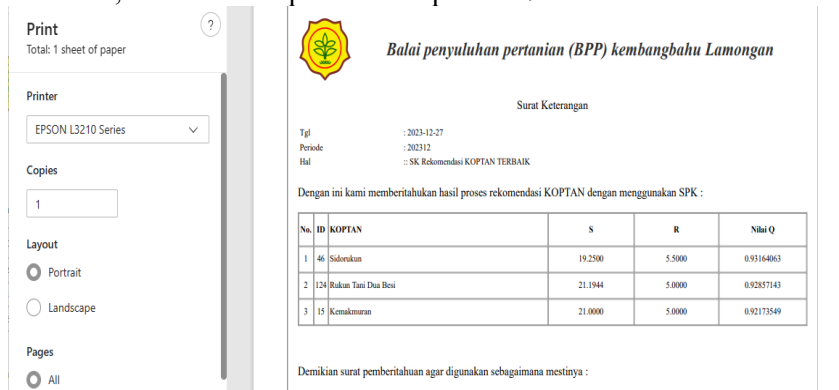 Print
?
Total: 1 sheet of paper
Printer
EPSON L3210 Series
Copies
1
Layout
Portrait
Landscape
Pages
All
Balai penyuluhan pertanian (BPP) kembangbahu Lamongan
Surat Keterangan
Tgl : 2023-12-27
Periode : 202312
Hal :: SK Rekomendasi KOPTAN TERBAIK
Dengan ini kami memberitahukan hasil proses rekomendasi KOPTAN dengan menggunakan SPK :
No. ID KOPTAN S R Nilai Q
1 46 Sidorukun 19.2500 5.5000 0.93164063
2 124 Rukun Tani Dua Besi 21.1944 5.0000 0.92857143
3 15 Kemakmuran 21.0000 5.0000 0.92173549
Demikian surat pemberitahuan agar digunakan sebagaimana mestinya :